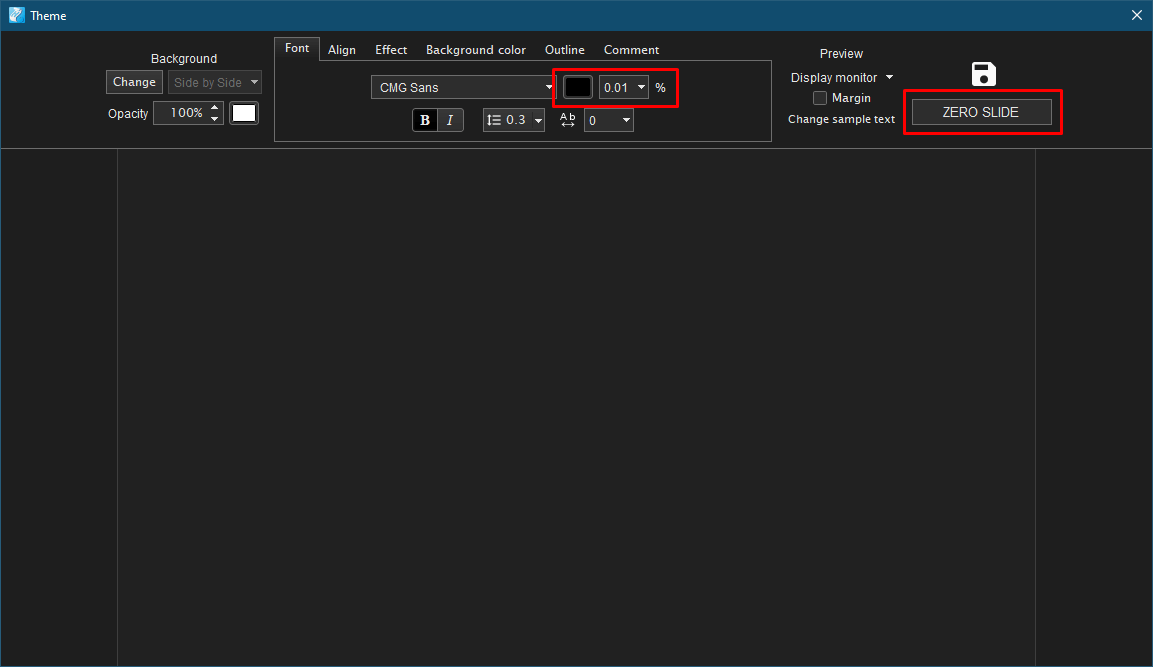 Theme
Background
Change
Side by Side
Opacity
100%
Font
Align
Effect
Background color
Outline
Comment
CMG Sans
0.01
%
B
I
0.3
Ab
0
Preview
Display monitor
Margin
Change sample text
ZERO SLIDE